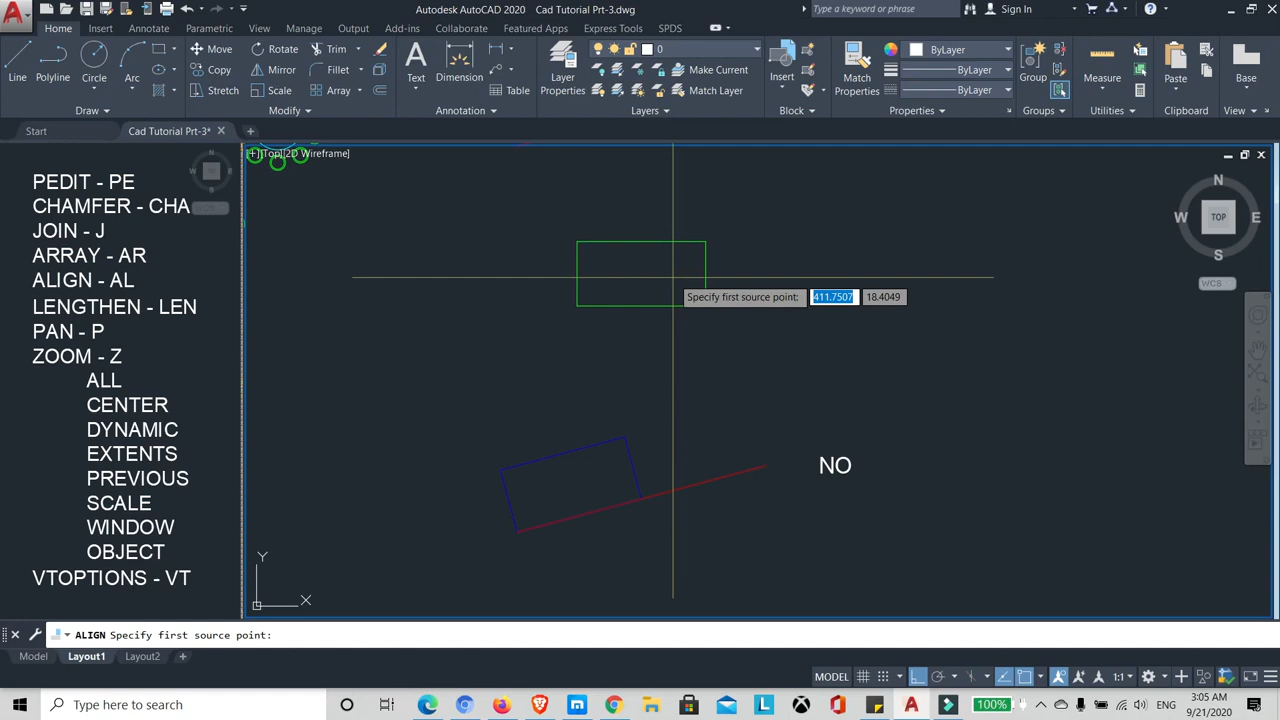 Autodesk AutoCAD 2020 Cad Tutorial Prt-3.dwg
Type a keyword or phrase
Sign In
Home Insert Annotate Parametric View Manage Output Add-ins Collaborate Featured Apps Express Tools SPDS
Line Polyline Circle Arc
Move Rotate Trim
Copy Mirror Fillet
Stretch Scale Array
Text Dimension Table
Layer Properties
0
Make Current
Match Layer
Insert
Match Properties
ByLayer
ByLayer
ByLayer
Group
Measure
Paste
Base
Draw Modify Annotation Layers Block Properties Groups Utilities Clipboard View
Start Cad Tutorial Prt-3*
[+][Top][2D Wireframe]
PEDIT - PE
CHAMFER - CHA
JOIN - J
ARRAY - AR
ALIGN - AL
LENGTHEN - LEN
PAN - P
ZOOM - Z
ALL
CENTER
DYNAMIC
EXTENTS
PREVIOUS
SCALE
WINDOW
OBJECT
VTOPTIONS - VT
N
W TOP E
S
WCS
Specify first source point: 411.7507 18.4049
NO
Y
X
ALIGN Specify first source point:
Model Layout1 Layout2
MODEL 1:1
Type here to search
100%
ENG
3:05 AM
9/21/2020